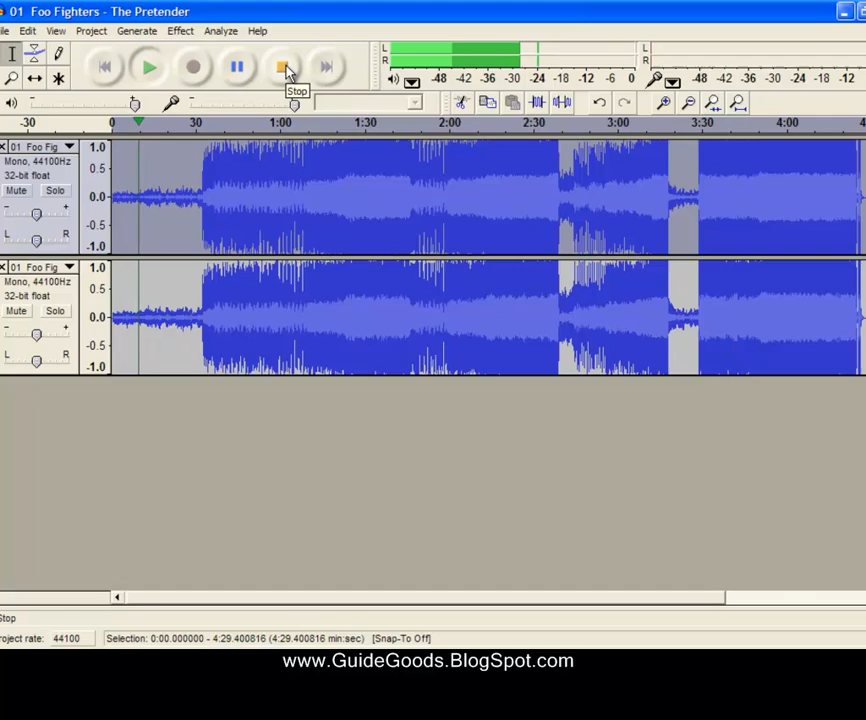 01 Foo Fighters - The Pretender
ile Edit View Project Generate Effect Analyze Help
L
R
-48 -42 -36 -30 -24 -18 -12 -6 0
L
R
-48 -42 -36 -30 -24 -18 -12
Stop
-30 0 30 1:00 1:30 2:00 2:30 3:00 3:30 4:00 4
01 Foo Fig
Mono, 44100Hz
32-bit float
Mute Solo
- +
L R
1.0
0.5
0.0
-0.5
-1.0
01 Foo Fig
Mono, 44100Hz
32-bit float
Mute Solo
- +
L R
1.0
0.5
0.0
-0.5
-1.0
Stop
roject rate: 44100 Selection: 0:00.000000 - 4:29.400816 (4:29.400816 min:sec) [Snap-To Off]
www.GuideGoods.BlogSpot.com